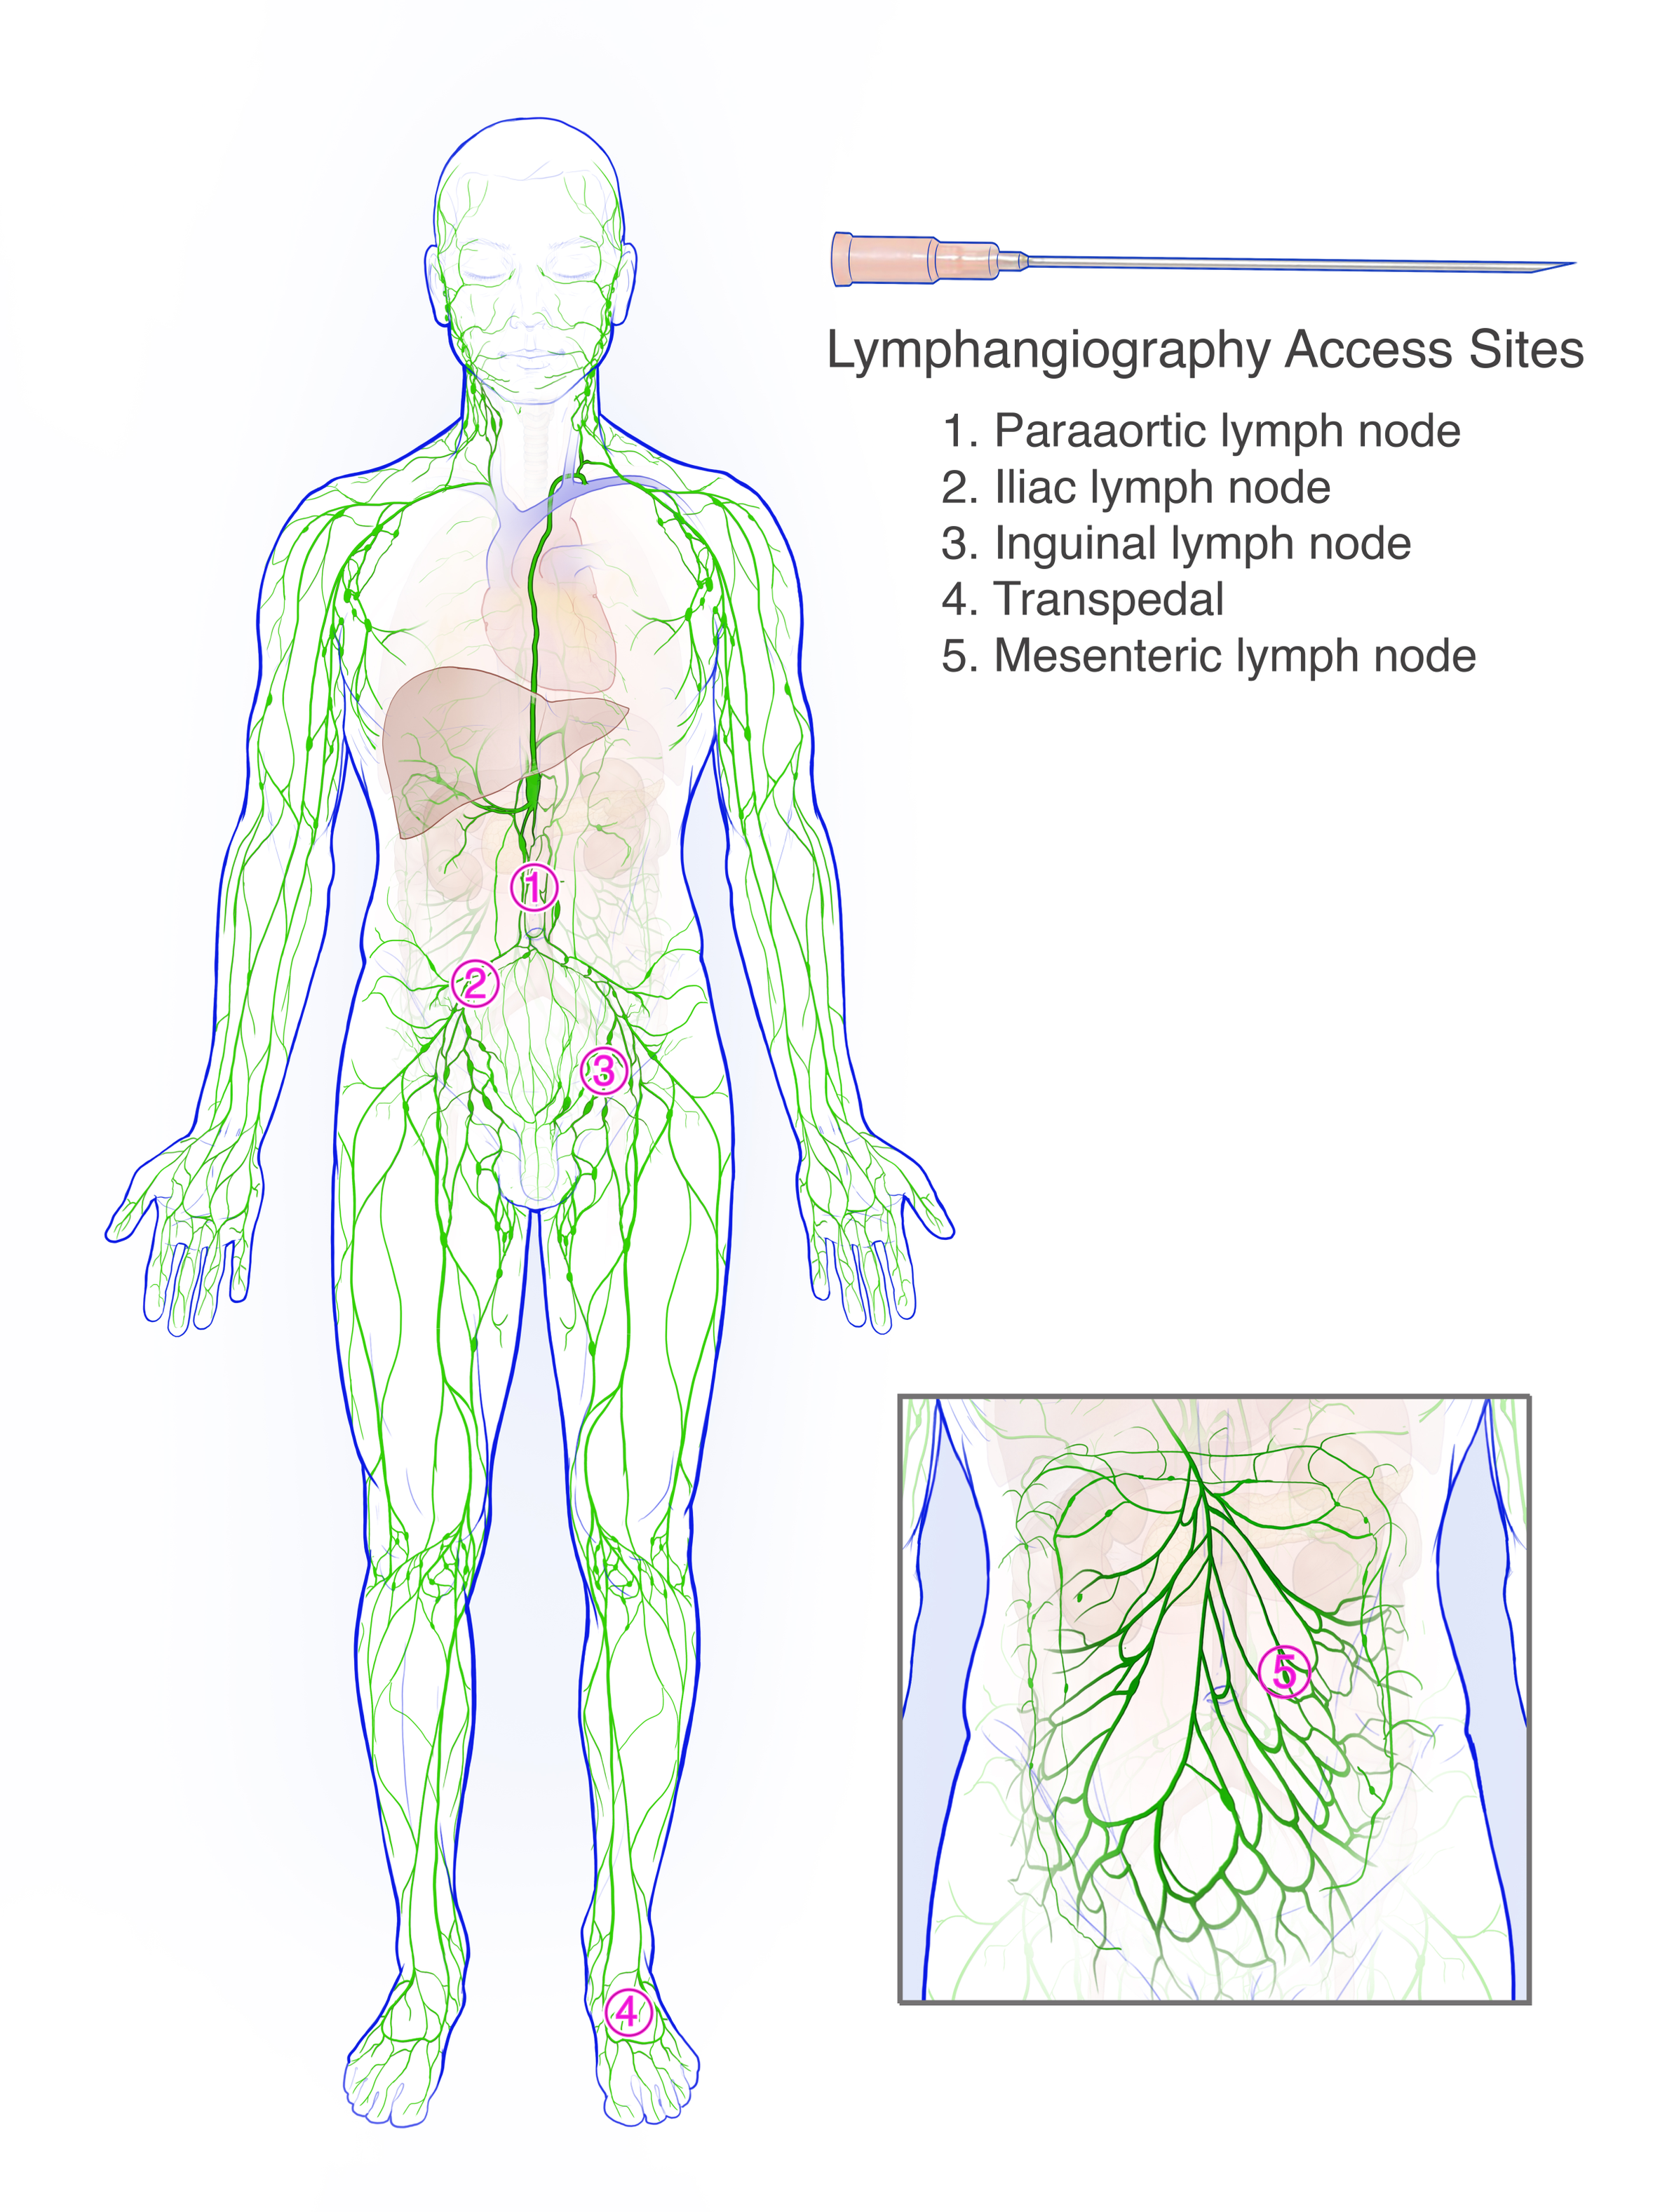 Lymphangiography Access Sites
1. Paraaortic lymph node
2. Iliac lymph node
3. Inguinal lymph node
4. Transpedal
5. Mesenteric lymph node
1
2
3
4
5